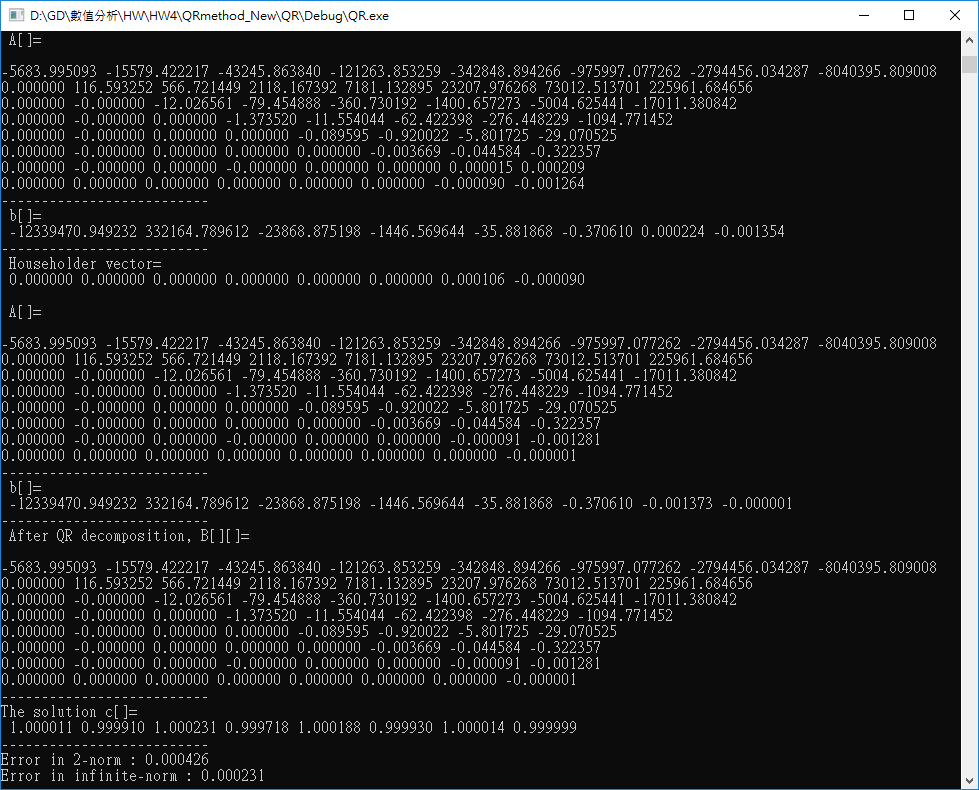 D:\GD\數值分析\HW\HW4\QRmethod_New\QR\Debug\QR.exe
A[]=
-5683.995093 -15579.422217 -43245.863840 -121263.853259 -342848.894266 -975997.077262 -2794456.034287 -8040395.809008
0.000000 116.593252 566.721449 2118.167392 7181.132895 23207.976268 73012.513701 225961.684656
0.000000 -0.000000 -12.026561 -79.454888 -360.730192 -1400.657273 -5004.625441 -17011.380842
0.000000 -0.000000 0.000000 -1.373520 -11.554044 -62.422398 -276.448229 -1094.771452
0.000000 -0.000000 0.000000 0.000000 -0.089595 -0.920022 -5.801725 -29.070525
0.000000 -0.000000 0.000000 0.000000 0.000000 -0.003669 -0.044584 -0.322357
0.000000 -0.000000 0.000000 -0.000000 0.000000 0.000000 0.000015 0.000209
0.000000 0.000000 0.000000 0.000000 0.000000 0.000000 -0.000090 -0.001264
--------------------------
b[]=
-12339470.949232 332164.789612 -23868.875198 -1446.569644 -35.881868 -0.370610 0.000224 -0.001354
--------------------------
Householder vector=
0.000000 0.000000 0.000000 0.000000 0.000000 0.000000 0.000106 -0.000090
A[]=
-5683.995093 -15579.422217 -43245.863840 -121263.853259 -342848.894266 -975997.077262 -2794456.034287 -8040395.809008
0.000000 116.593252 566.721449 2118.167392 7181.132895 23207.976268 73012.513701 225961.684656
0.000000 -0.000000 -12.026561 -79.454888 -360.730192 -1400.657273 -5004.625441 -17011.380842
0.000000 -0.000000 0.000000 -1.373520 -11.554044 -62.422398 -276.448229 -1094.771452
0.000000 -0.000000 0.000000 0.000000 -0.089595 -0.920022 -5.801725 -29.070525
0.000000 -0.000000 0.000000 0.000000 0.000000 -0.003669 -0.044584 -0.322357
0.000000 -0.000000 0.000000 -0.000000 0.000000 0.000000 -0.000091 -0.001281
0.000000 0.000000 0.000000 0.000000 0.000000 0.000000 0.000000 -0.000001
--------------------------
b[]=
-12339470.949232 332164.789612 -23868.875198 -1446.569644 -35.881868 -0.370610 -0.001373 -0.000001
--------------------------
After QR decomposition, B[][]=
-5683.995093 -15579.422217 -43245.863840 -121263.853259 -342848.894266 -975997.077262 -2794456.034287 -8040395.809008
0.000000 116.593252 566.721449 2118.167392 7181.132895 23207.976268 73012.513701 225961.684656
0.000000 -0.000000 -12.026561 -79.454888 -360.730192 -1400.657273 -5004.625441 -17011.380842
0.000000 -0.000000 0.000000 -1.373520 -11.554044 -62.422398 -276.448229 -1094.771452
0.000000 -0.000000 0.000000 0.000000 -0.089595 -0.920022 -5.801725 -29.070525
0.000000 -0.000000 0.000000 0.000000 0.000000 -0.003669 -0.044584 -0.322357
0.000000 -0.000000 0.000000 -0.000000 0.000000 0.000000 -0.000091 -0.001281
0.000000 0.000000 0.000000 0.000000 0.000000 0.000000 0.000000 -0.000001
--------------------------
The solution c[]=
1.000011 0.999910 1.000231 0.999718 1.000188 0.999930 1.000014 0.999999
--------------------------
Error in 2-norm : 0.000426
Error in infinite-norm : 0.000231